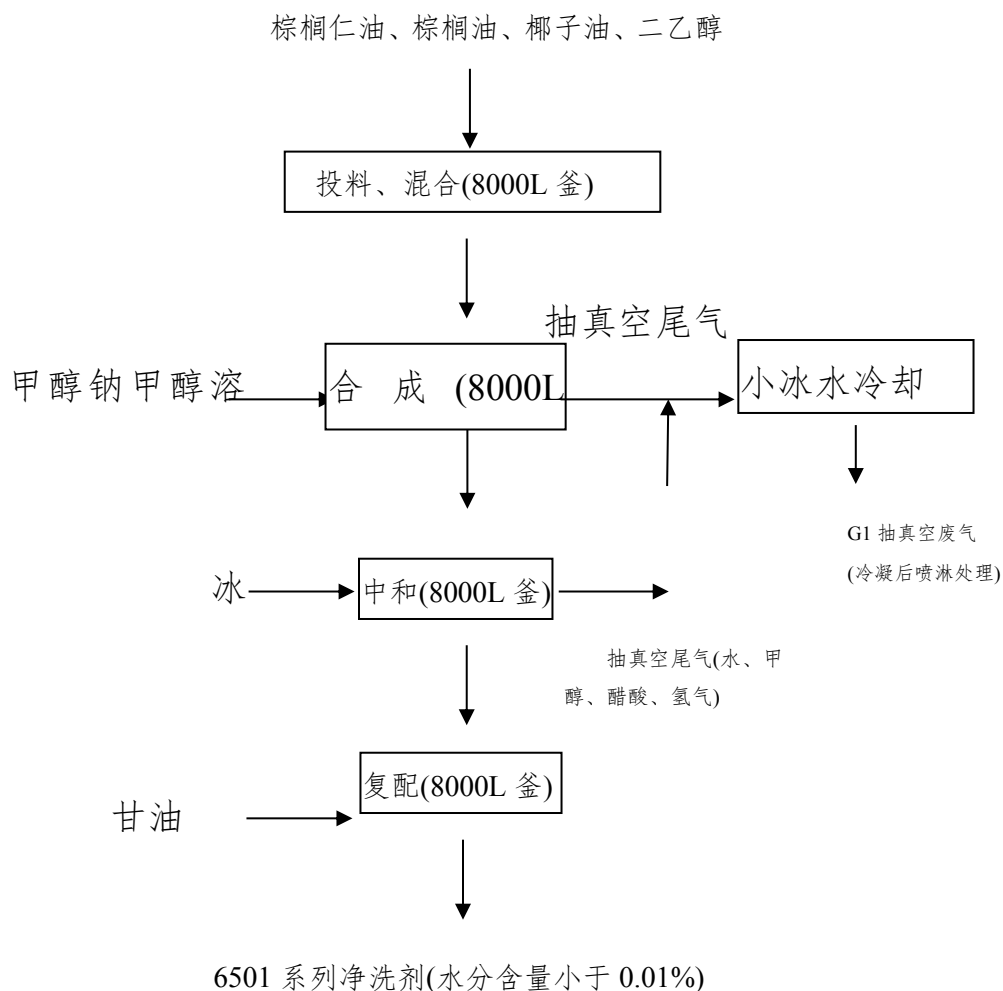 棕榈仁油、棕榈油、椰子油、二乙醇
投料、混合(8000L 釜)
抽真空尾气
甲醇钠甲醇溶
合 成 (8000L
小冰水冷却
G1 抽真空废气
(冷凝后喷淋处理)
冰
中和(8000L 釜)
抽真空尾气(水、甲
醇、醋酸、氢气)
复配(8000L 釜)
甘油
6501 系列净洗剂(水分含量小于 0.01%)